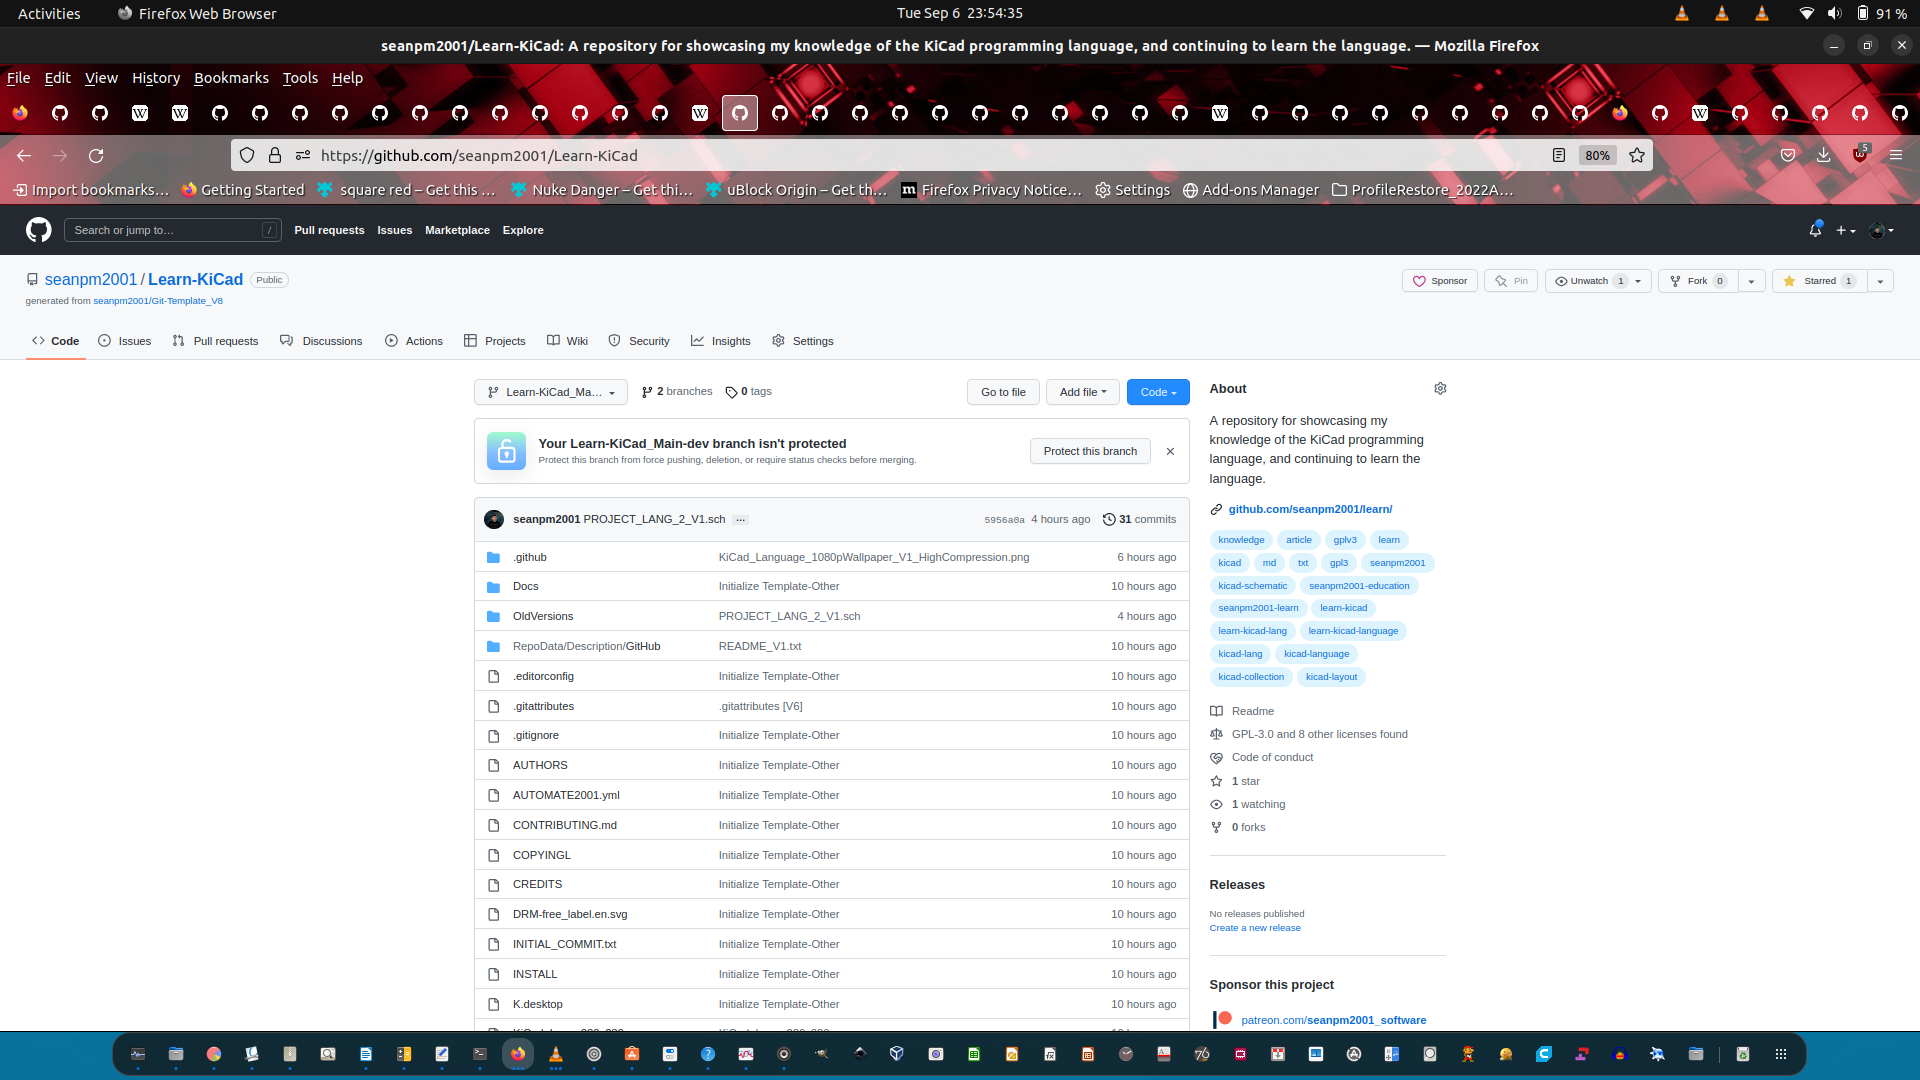 Activities Firefox Web Browser Tue Sep 6 23:54:35 91 %
seanpm2001/Learn-KiCad: A repository for showcasing my knowledge of the KiCad programming language, and continuing to learn the language. — Mozilla Firefox
File Edit View History Bookmarks Tools Help
https://github.com/seanpm2001/Learn-KiCad 80% 5
Import bookmarks… Getting Started square red – Get this … Nuke Danger – Get thi… uBlock Origin – Get th… Firefox Privacy Notice… Settings Add-ons Manager ProfileRestore_2022A…
Search or jump to… / Pull requests Issues Marketplace Explore
seanpm2001 / Learn-KiCad Public Sponsor Pin Unwatch 1 Fork 0 Starred 1
generated from seanpm2001/Git-Template_V8
Code Issues Pull requests Discussions Actions Projects Wiki Security Insights Settings
Learn-KiCad_Ma… 2 branches 0 tags Go to file Add file Code
Your Learn-KiCad_Main-dev branch isn't protected
Protect this branch from force pushing, deletion, or require status checks before merging.
Protect this branch
seanpm2001 PROJECT_LANG_2_V1.sch … 5956a0a 4 hours ago 31 commits
.github KiCad_Language_1080pWallpaper_V1_HighCompression.png 6 hours ago
Docs Initialize Template-Other 10 hours ago
OldVersions PROJECT_LANG_2_V1.sch 4 hours ago
RepoData/Description/GitHub README_V1.txt 10 hours ago
.editorconfig Initialize Template-Other 10 hours ago
.gitattributes .gitattributes [V6] 10 hours ago
.gitignore Initialize Template-Other 10 hours ago
AUTHORS Initialize Template-Other 10 hours ago
AUTOMATE2001.yml Initialize Template-Other 10 hours ago
CONTRIBUTING.md Initialize Template-Other 10 hours ago
COPYINGL Initialize Template-Other 10 hours ago
CREDITS Initialize Template-Other 10 hours ago
DRM-free_label.en.svg Initialize Template-Other 10 hours ago
INITIAL_COMMIT.txt Initialize Template-Other 10 hours ago
INSTALL Initialize Template-Other 10 hours ago
K.desktop Initialize Template-Other 10 hours ago
About
A repository for showcasing my
knowledge of the KiCad programming
language, and continuing to learn the
language.
github.com/seanpm2001/learn/
knowledge article gplv3 learn
kicad md txt gpl3 seanpm2001
kicad-schematic seanpm2001-education
seanpm2001-learn learn-kicad
learn-kicad-lang learn-kicad-language
kicad-lang kicad-language
kicad-collection kicad-layout
Readme
GPL-3.0 and 8 other licenses found
Code of conduct
1 star
1 watching
0 forks
Releases
No releases published
Create a new release
Sponsor this project
patreon.com/seanpm2001_software